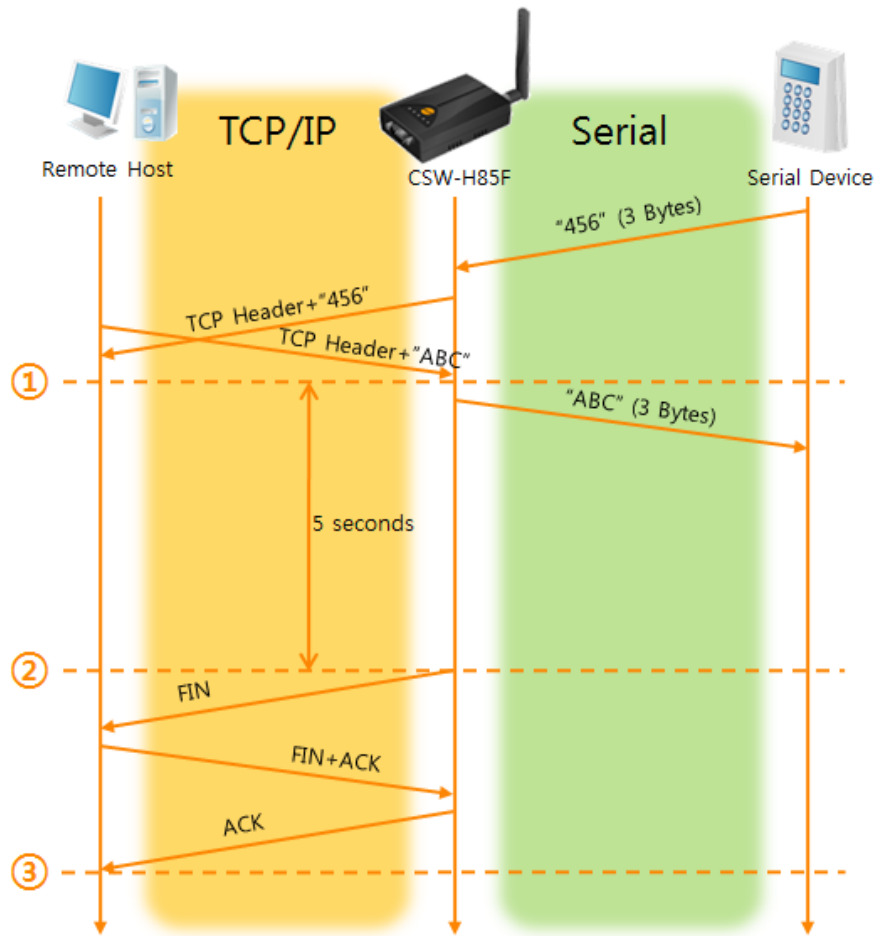 TCP/IP
Serial
Remote Host
CSW-H85F
Serial Device
"456" (3 Bytes)
TCP Header+"456"
TCP Header+"ABC"
①
"ABC" (3 Bytes)
5 seconds
②
FIN
FIN+ACK
ACK
③